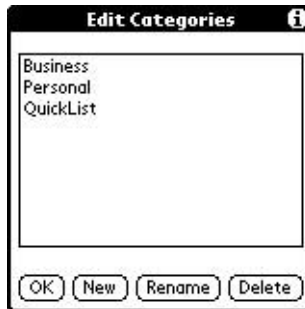 Edit Categories
Business
Personal
QuickList
OK New Rename Delete